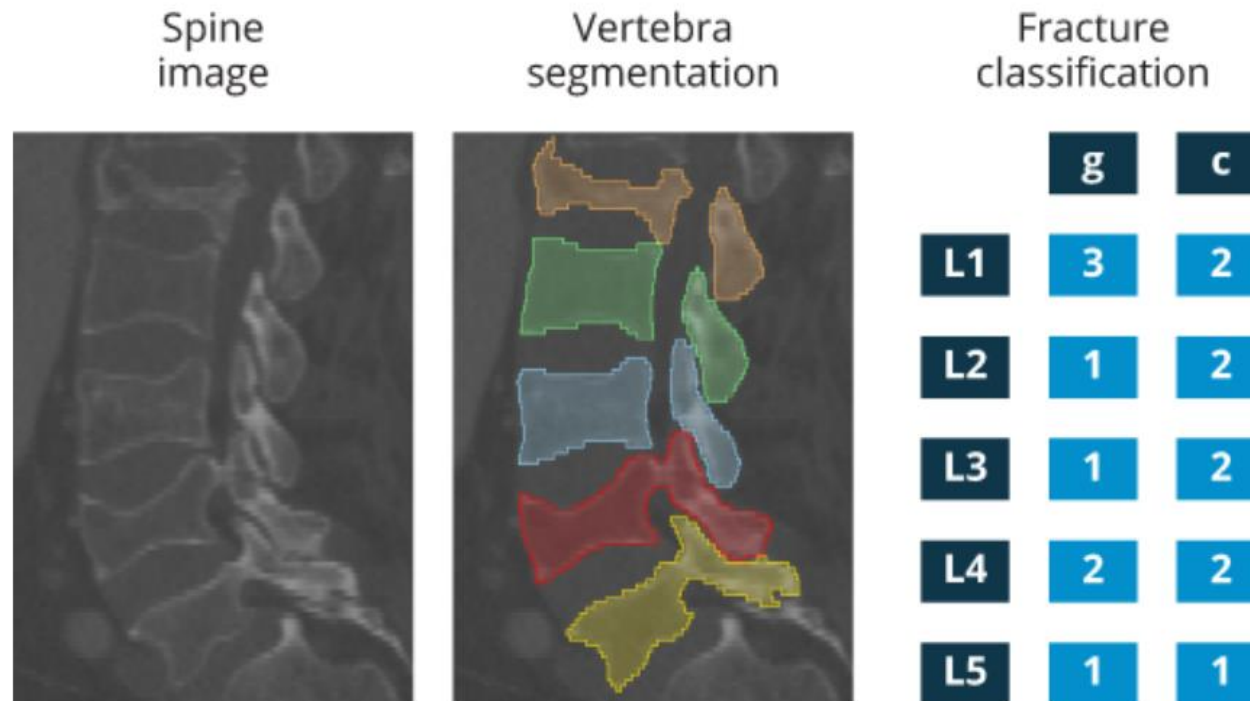 Spine
image
Vertebra
segmentation
Fracture
classification
g c
L1 3 2
L2 1 2
L3 1 2
L4 2 2
L5 1 1